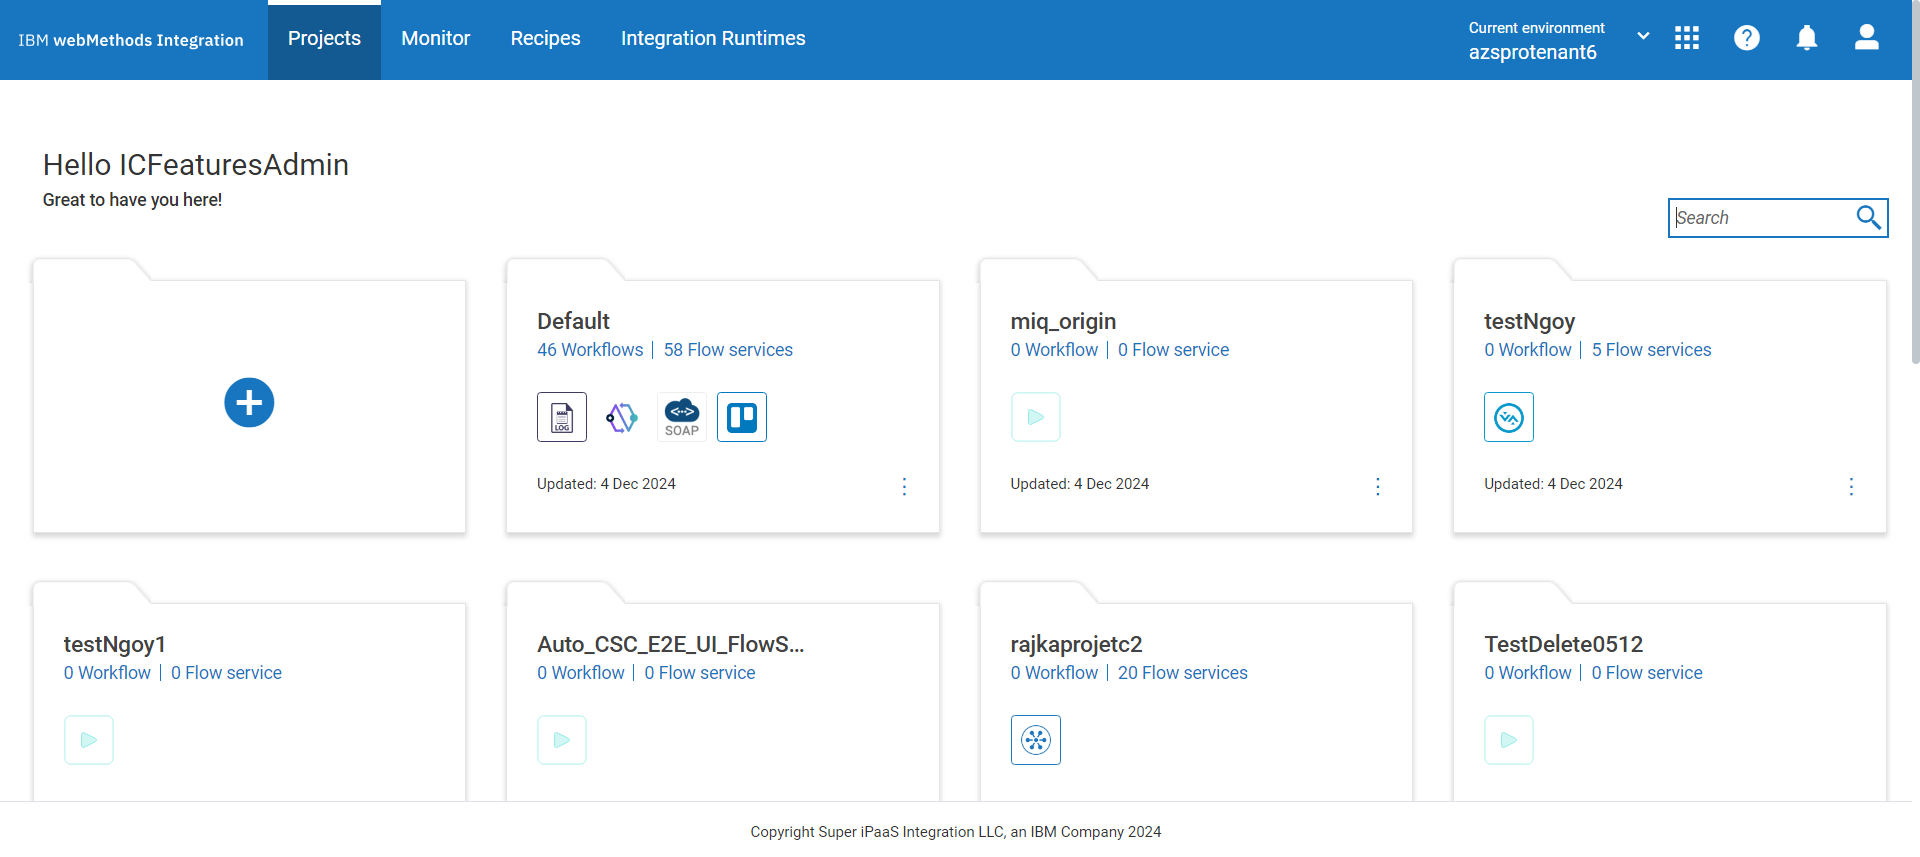 IBM webMethods Integration
Projects
Monitor
Recipes
Integration Runtimes
Current environment
azsprotenant6
Hello ICFeaturesAdmin
Great to have you here!
Search
Default
46 Workflows | 58 Flow services
LOG
SOAP
Updated: 4 Dec 2024
miq_origin
0 Workflow | 0 Flow service
Updated: 4 Dec 2024
testNgoy
0 Workflow | 5 Flow services
Updated: 4 Dec 2024
testNgoy1
0 Workflow | 0 Flow service
Auto_CSC_E2E_UI_FlowS...
0 Workflow | 0 Flow service
rajkaprojetc2
0 Workflow | 20 Flow services
TestDelete0512
0 Workflow | 0 Flow service
Copyright Super iPaaS Integration LLC, an IBM Company 2024